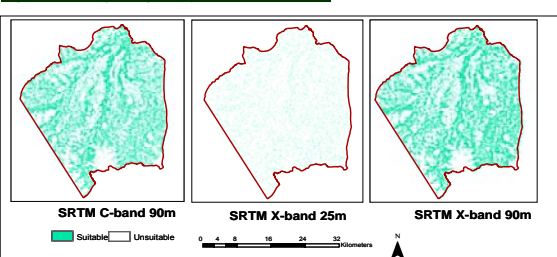 SRTM C-band 90m
SRTM X-band 25m
SRTM X-band 90m
Suitable
Unsuitable
0 4 8 16 24 32
Kilometers
N